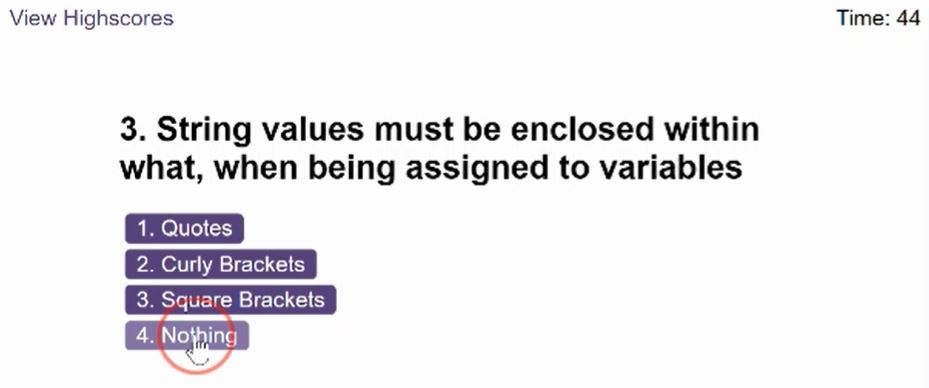 View Highscores
Time: 44
3. String values must be enclosed within
what, when being assigned to variables
1. Quotes
2. Curly Brackets
3. Square Brackets
4. Nothing